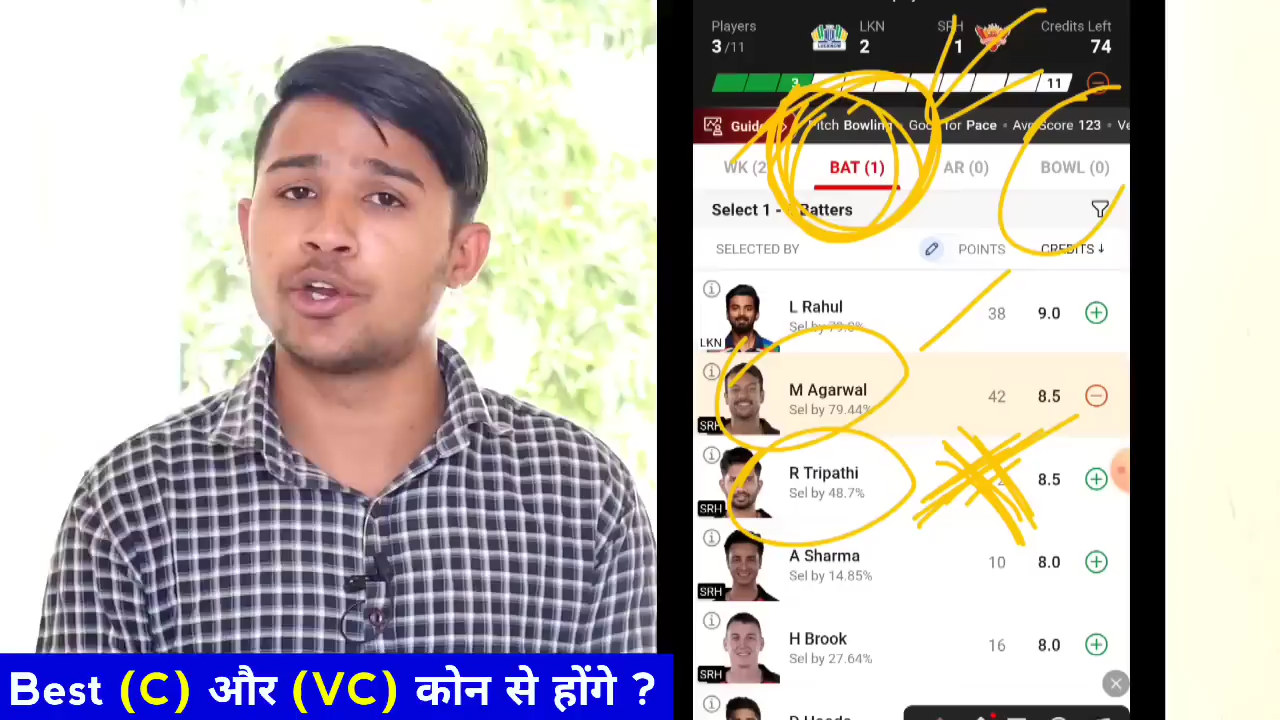 Players
LKN
SRH
Credits Left
3/11
2
1
74
3
11
Guide
Pitch Bowling
Good for Pace • Avg Score 123 •
WK (2)
BAT (1)
AR (0)
BOWL (0)
Select 1 - Batters
SELECTED BY
POINTS
CREDITS ↓
L Rahul
Sel by
38
9.0
LKN
M Agarwal
Sel by 79.44%
42
8.5
SRH
R Tripathi
Sel by 48.7%
8.5
SRH
A Sharma
Sel by 14.85%
10
8.0
SRH
H Brook
Sel by 27.64%
16
8.0
SRH
Best (C) और (VC) कोन से होंगे ?